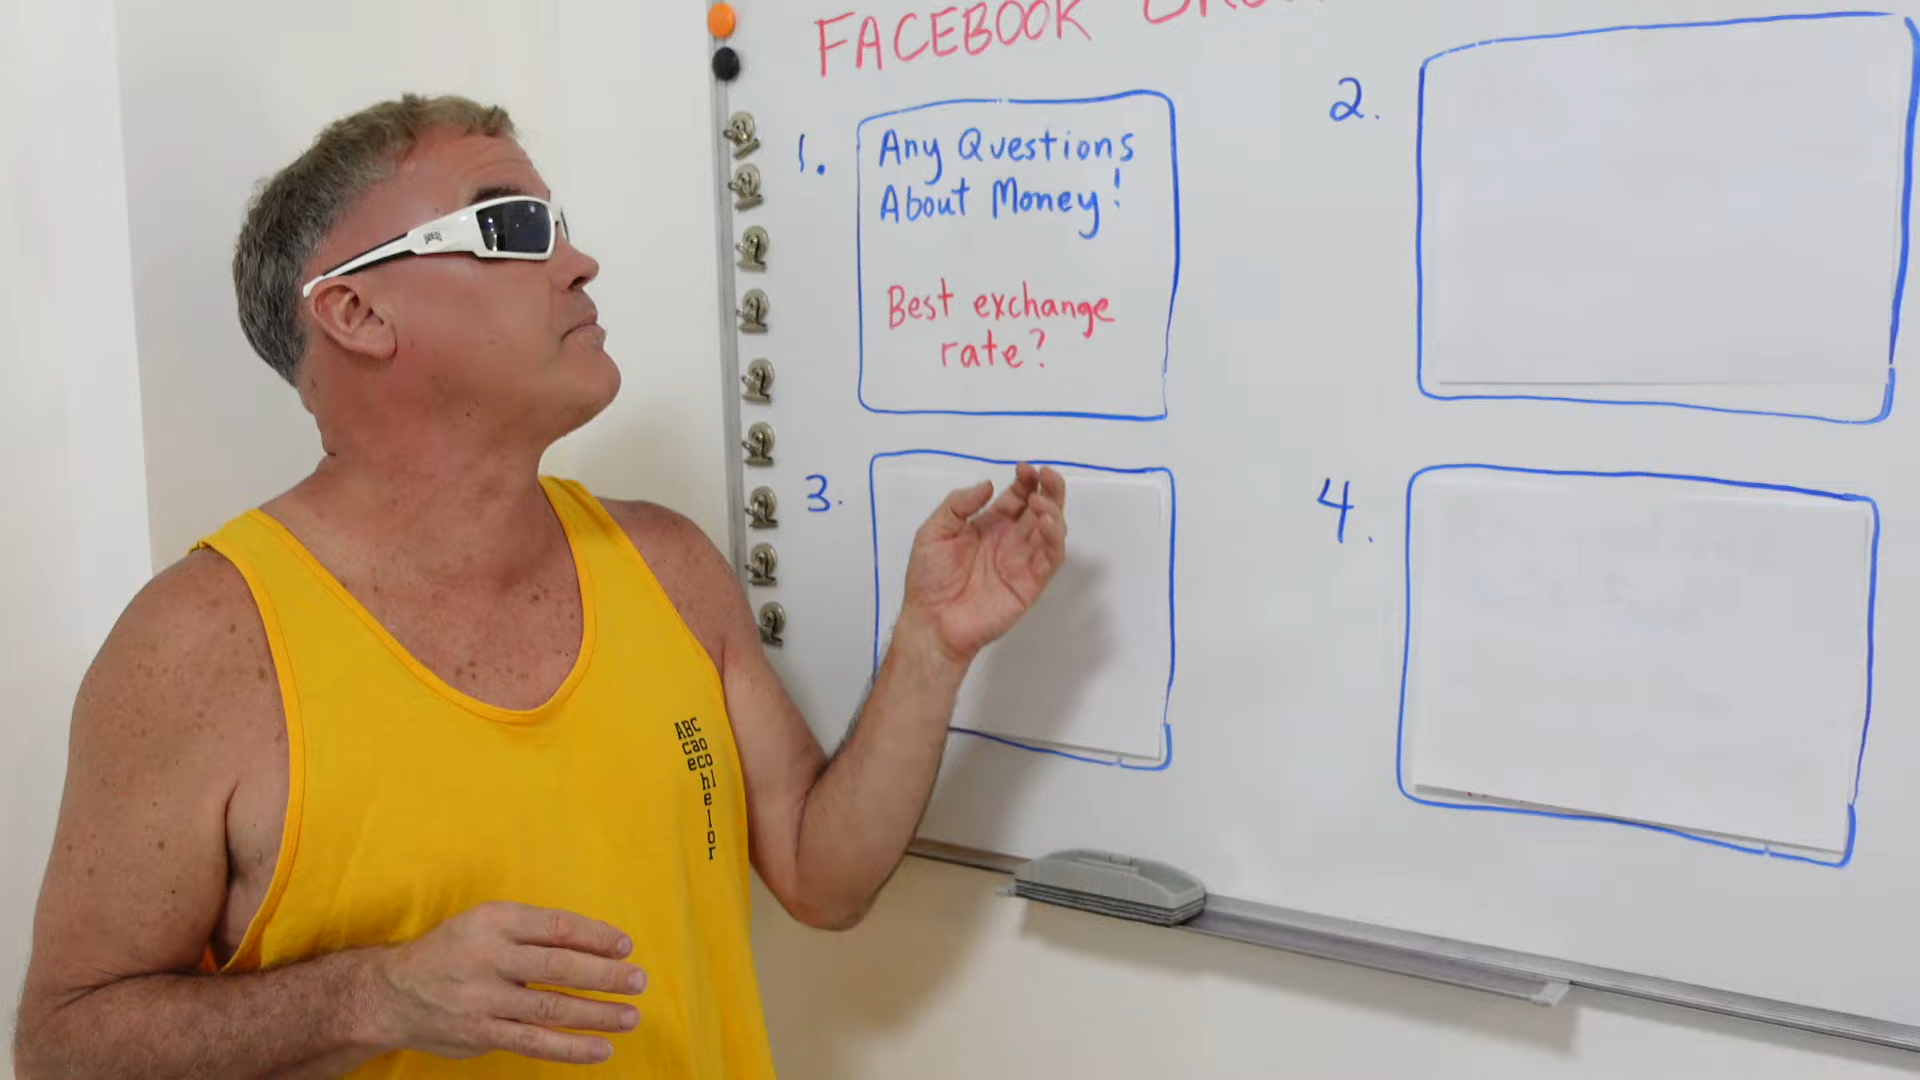 FACEBOOK
1.
Any Questions
About Money!
Best exchange
rate?
2.
3.
4.
ABC
cao
eco
hl
e
l
o
r